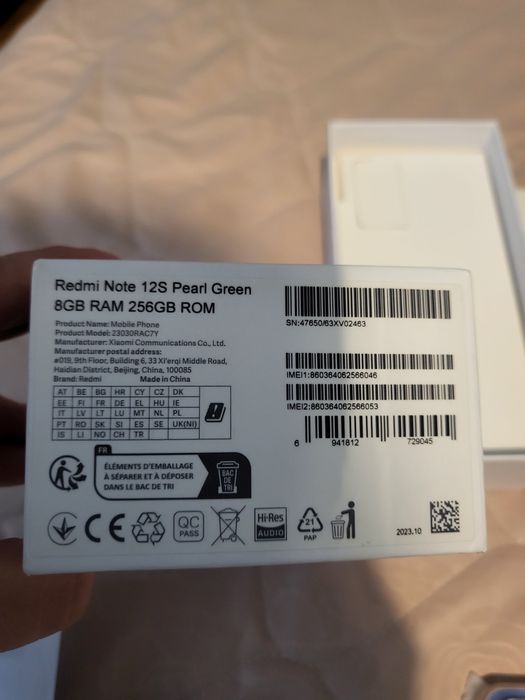 Redmi Note 12S Pearl Green
8GB RAM 256GB ROM
Product Name: Mobile Phone
Product Model: 23030RAC7Y
Manufacturer: Xiaomi Communications Co., Ltd.
Manufacturer postal address:
#019, 9th Floor, Building 6, 33 Xi'erqi Middle Road,
Haidian District, Beijing, China, 100085
Brand: Redmi Made in China
AT BE BG HR CY CZ DK
EE FI FR DE EL HU IE
IT LV LT LU MT NL PL
PT RO SK SI ES SE UK(NI)
IS LI NO CH TR
FR
ÉLÉMENTS D'EMBALLAGE
À SÉPARER ET À DÉPOSER
DANS LE BAC DE TRI
BAC
DE
TRI
SN:47650/63XV02463
IMEI1:860364062566046
IMEI2:860364062566053
6 941812 729045
CE
QC
PASS
Hi-Res
AUDIO
21
PAP
2023.10